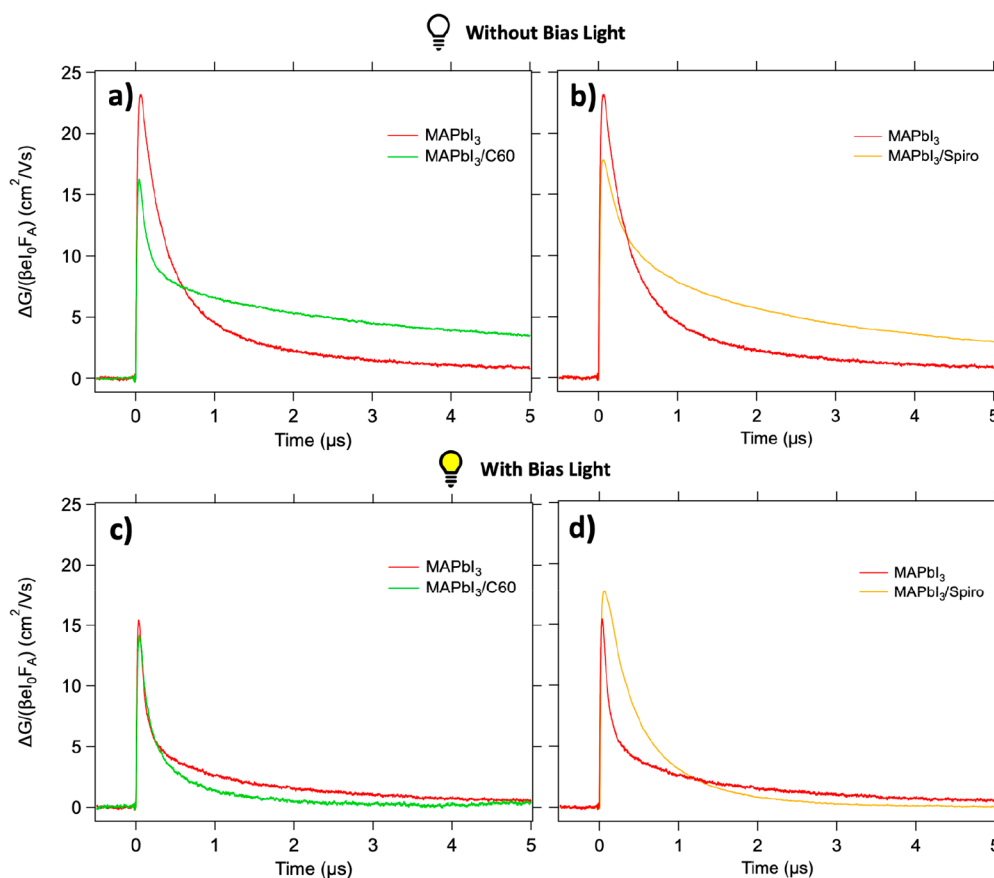 Without Bias Light
a)
25
20
15
10
5
0
ΔG/(βeI₀F_A) (cm²/Vs)
MAPbI₃
MAPbI₃/C60
0 1 2 3 4 5
Time (µs)
b)
MAPbI₃
MAPbI₃/Spiro
0 1 2 3 4 5
Time (µs)
With Bias Light
c)
25
20
15
10
5
0
ΔG/(βeI₀F_A) (cm²/Vs)
MAPbI₃
MAPbI₃/C60
0 1 2 3 4 5
Time (µs)
d)
MAPbI₃
MAPbI₃/Spiro
0 1 2 3 4 5
Time (µs)